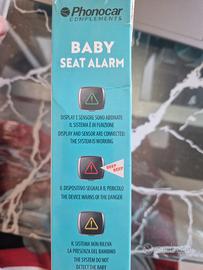 Phonocar
COMPLEMENTS
BABY
SEAT ALARM
DISPLAY E SENSORE SONO ABBINATI
IL SISTEMA È IN FUNZIONE
DISPLAY AND SENSOR ARE CONNECTED
THE SYSTEM IS WORKING
BEEP BEEP
IL DISPOSITIVO SEGNALA IL PERICOLO
THE DEVICE WARNS OF THE DANGER
IL SISTEMA NON RILEVA
LA PRESENZA DEL BAMBINO
THE SYSTEM DO NOT
DETECT THE BABY